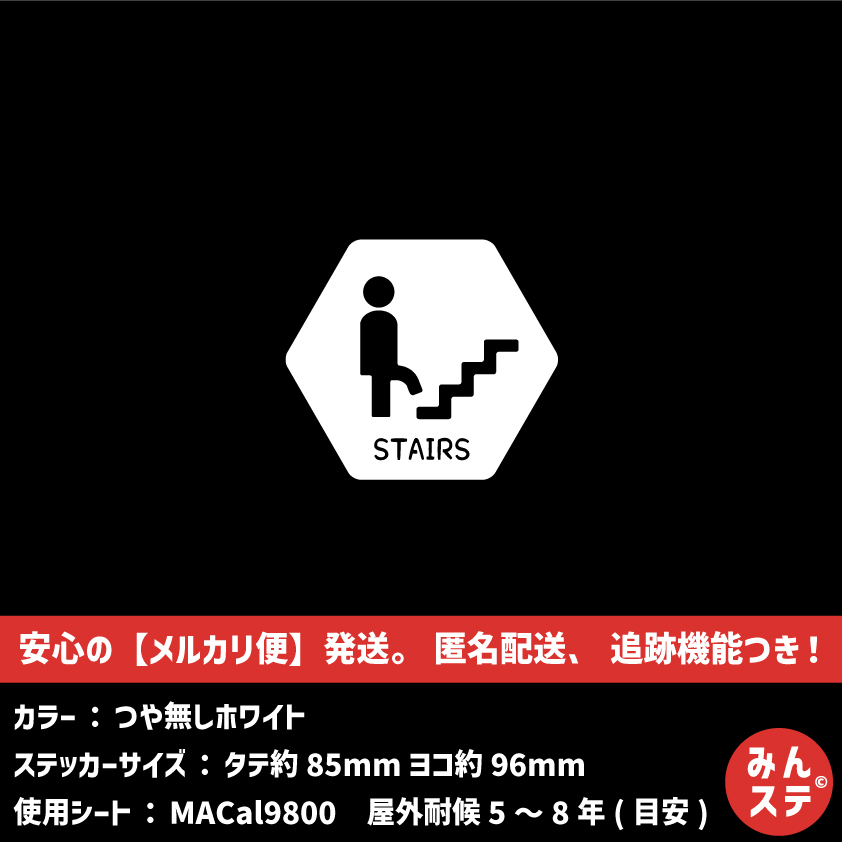 STAIRS
安心の【メルカリ便】発送。 匿名配送、 追跡機能つき!
カラー : つや無しホワイト
ステッカーサイズ : タテ約 85mm ヨコ約 96mm
使用シート : MACal9800 屋外耐候 5 〜 8 年 ( 目安 )
みん
ステ©